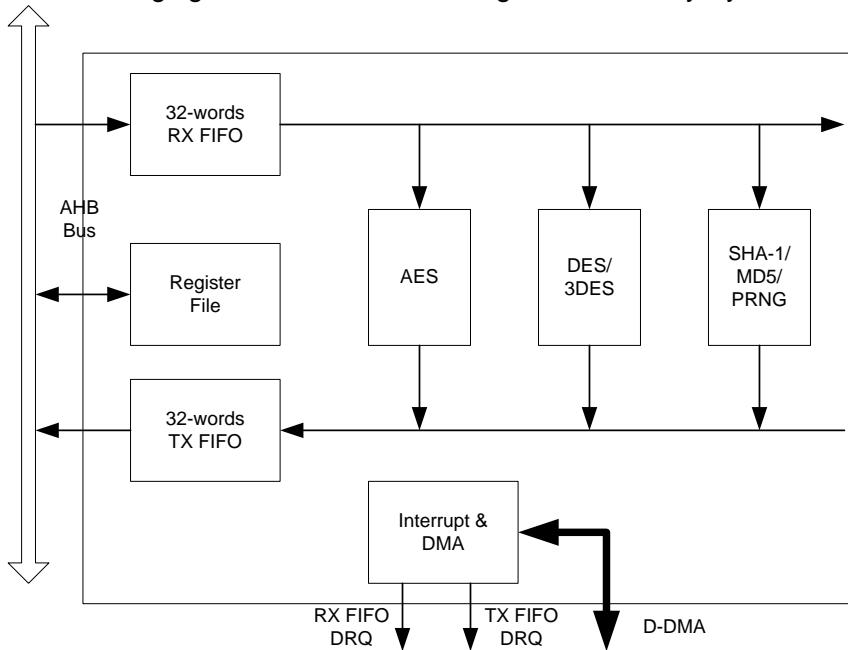 32-words
RX FIFO
AHB
Bus
AES
DES/
3DES
SHA-1/
MD5/
PRNG
Register
File
32-words
TX FIFO
Interrupt &
DMA
RX FIFO
DRQ
TX FIFO
DRQ
D-DMA